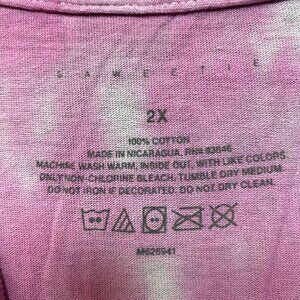 SAWEETIE
2X
100% COTTON
MADE IN NICARAGUA. RN# 63646
MACHINE WASH WARM, INSIDE OUT, WITH LIKE COLORS.
ONLY NON-CHLORINE BLEACH. TUMBLE DRY MEDIUM.
DO NOT IRON IF DECORATED. DO NOT DRY CLEAN.
M626941